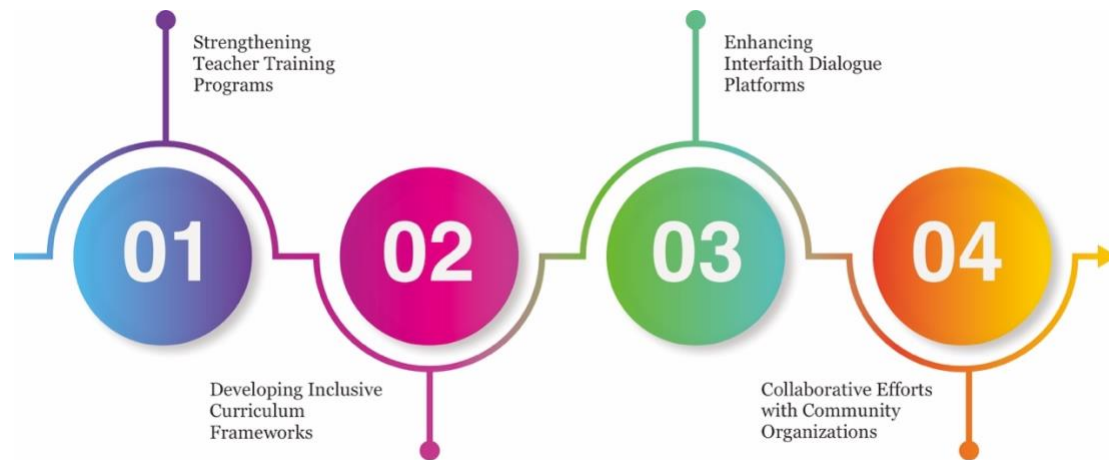 Strengthening
Teacher Training
Programs
01
02
Developing Inclusive
Curriculum
Frameworks
Enhancing
Interfaith Dialogue
Platforms
03
04
Collaborative Efforts
with Community
Organizations